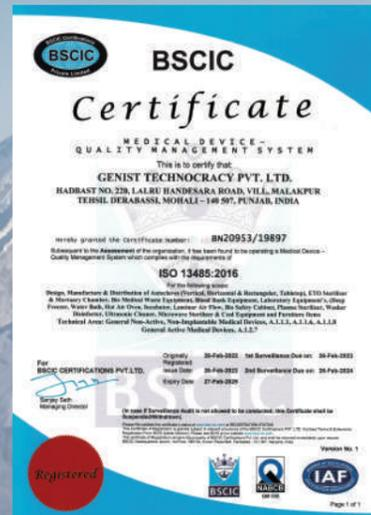 BSCIC Certifications
BSCIC
Private Limited
BSCIC
Certificate
MEDICAL DEVICE –
QUALITY MANAGEMENT SYSTEM
This is to certify that
GENIST TECHNOCRACY PVT. LTD.
HADBAST NO. 220, LALRU HANDESARA ROAD, VILL. MALAKPUR
TEHSIL DERABASSI, MOHALI – 140 507, PUNJAB, INDIA
Hereby granted the Certificate Number: BN20953/19897
Subsequent to the Assessment of the organization, it has been found to be operating a Medical Device –
Quality Management System which complies with the requirements of
ISO 13485:2016
For the following scope:
Design, Manufacture & Distribution of Autoclaves (Vertical, Horizontal & Rectangular, Tabletop), ETO Sterilizer
& Mortuary Chamber, Bio Medical Waste Equipment, Blood Bank Equipment, Laboratory Equipment's, (Deep
Freezer, Water Bath, Hot Air Oven, Incubator, Laminar Air Flow, Bio Safety Cabinet, Plasma Sterilizer, Washer
Disinfector, Ultrasonic Cleaner, Microwave Sterilizer & Cssd Equipment and Furniture Items
Technical Area: General Non-Active, Non-Implantable Medical Devices, A.1.1.3, A.1.1.6, A.1.1.8
General Active Medical Devices, A.1.2.7
For
BSCIC CERTIFICATIONS PVT.LTD.
Sanjay Seth
Managing Director
Originally Registered 28-Feb-2022 1st Surveillance Due on: 26-Feb-2023
Issue Date 28-Feb-2022 2nd Surveillance Due on: 26-Feb-2024
Expiry Date 27-Feb-2025
(In case if Surveillance Audit is not allowed to be conducted, this Certificate shall be
Suspended/Withdrawn).
Version No. 1
Registered
BSCIC
NABCB
IAF
Page 1 of 1